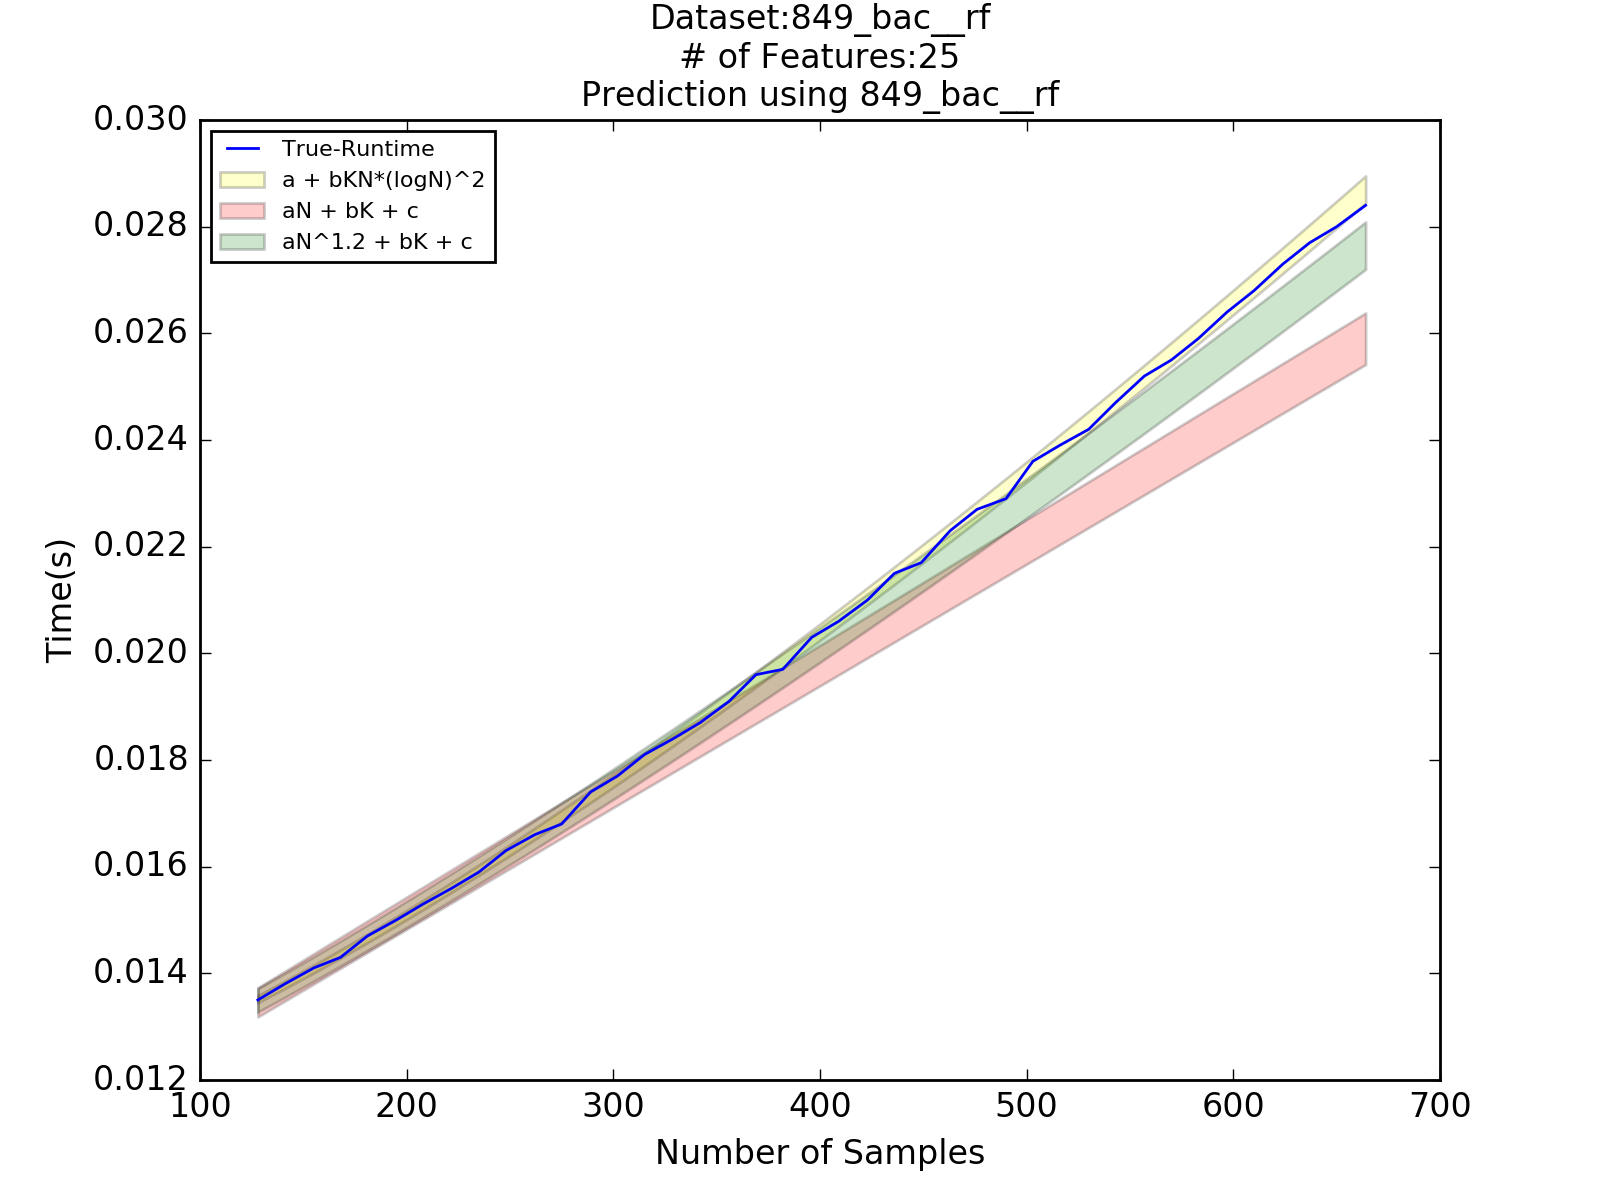 Dataset:849_bac__rf
# of Features:25
Prediction using 849_bac__rf
0.030
0.028
0.026
0.024
0.022
0.020
0.018
0.016
0.014
0.012
Time(s)
True-Runtime
a + bKN*(logN)^2
aN + bK + c
aN^1.2 + bK + c
100 200 300 400 500 600 700
Number of Samples